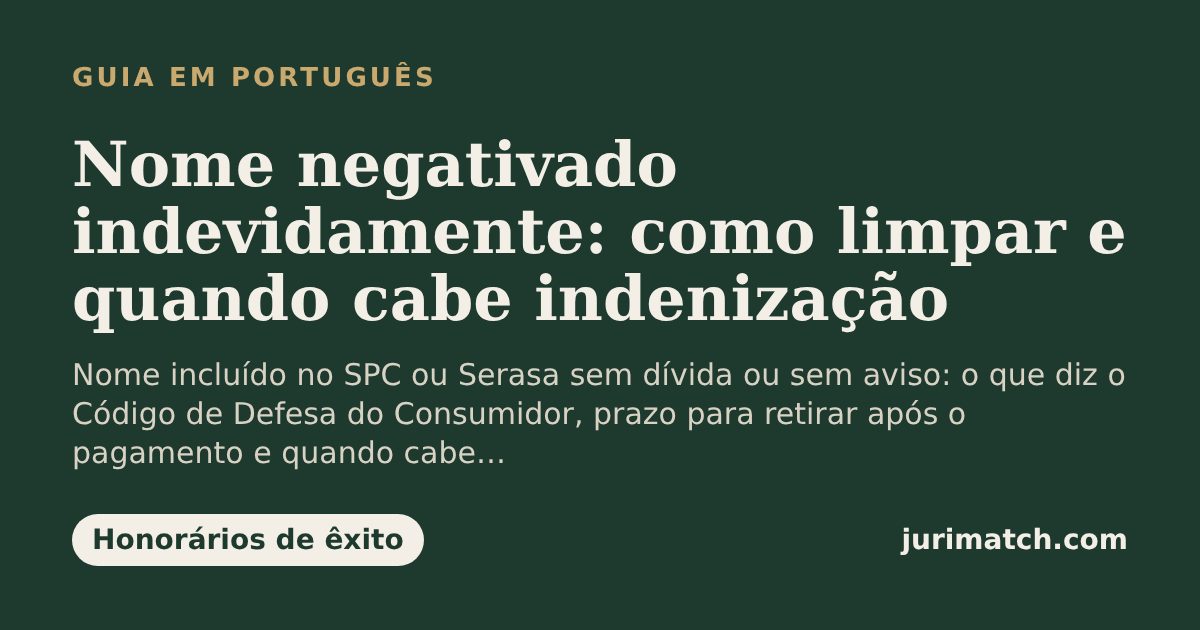 GUIA EM PORTUGUÊS
Nome negativado
indevidamente: como limpar e
quando cabe indenização
Nome incluído no SPC ou Serasa sem dívida ou sem aviso: o que diz o
Código de Defesa do Consumidor, prazo para retirar após o
pagamento e quando cabe…
Honorários de êxito
jurimatch.com